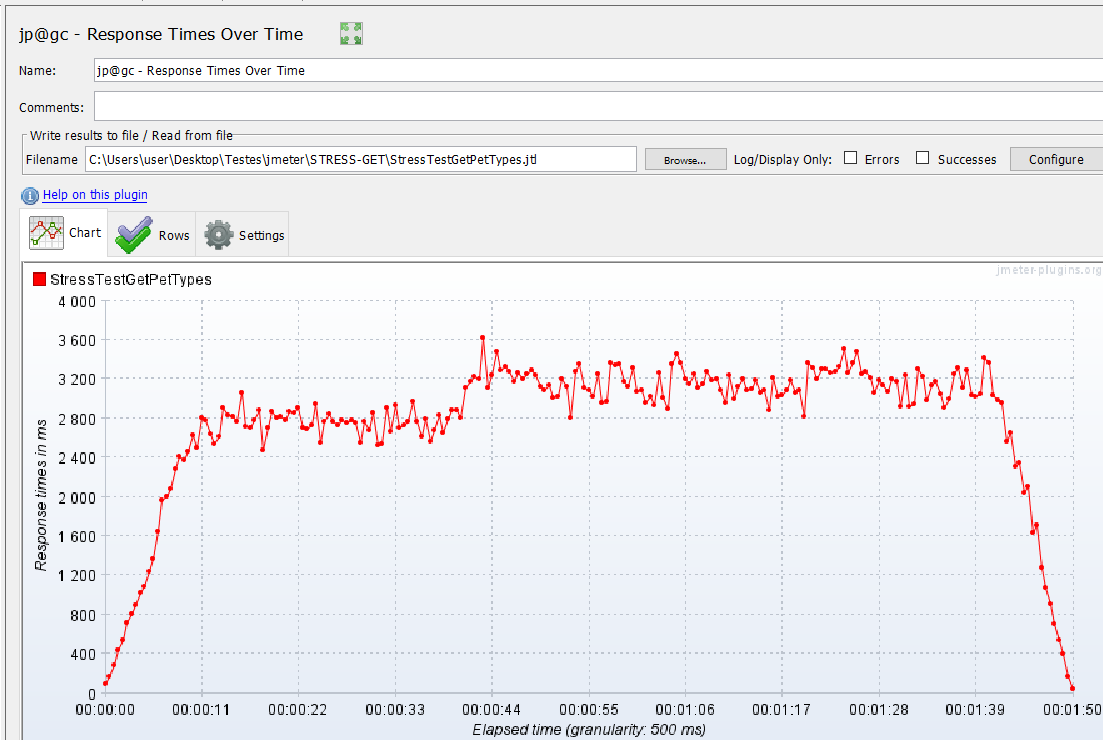 jp@gc - Response Times Over Time
Name: jp@gc - Response Times Over Time
Comments:
Write results to file / Read from file
Filename C:\Users\user\Desktop\Testes\jmeter\STRESS-GET\StressTestGetPetTypes.jtl Browse... Log/Display Only: Errors Successes Configure
Help on this plugin
Chart Rows Settings
jmeter-plugins.org
StressTestGetPetTypes
4 000
3 600
3 200
2 800
2 400
2 000
1 600
1 200
800
400
0
Response times in ms
00:00:00 00:00:11 00:00:22 00:00:33 00:00:44 00:00:55 00:01:06 00:01:17 00:01:28 00:01:39 00:01:50
Elapsed time (granularity: 500 ms)